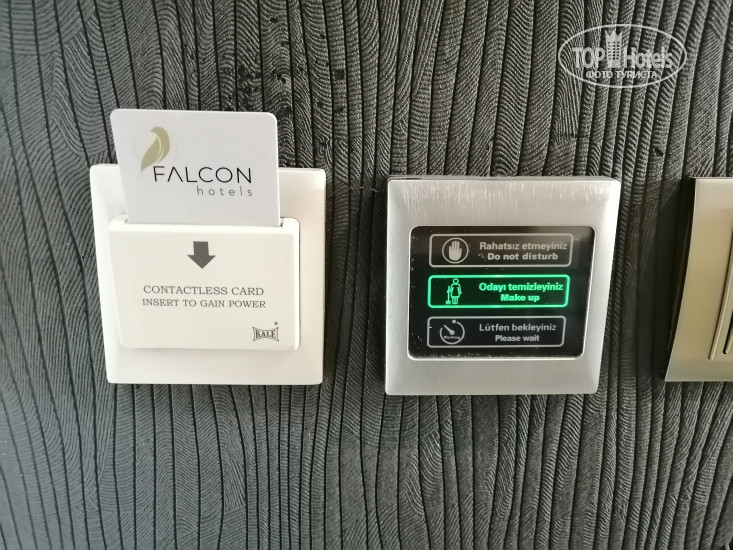 TOP Hotels
ФОТО ТУРИСТА
FALCON
hotels
CONTACTLESS CARD
INSERT TO GAIN POWER
KALE
Rahatsız etmeyiniz
Do not disturb
Odayı temizleyiniz
Make up
Lütfen bekleyiniz
Please wait